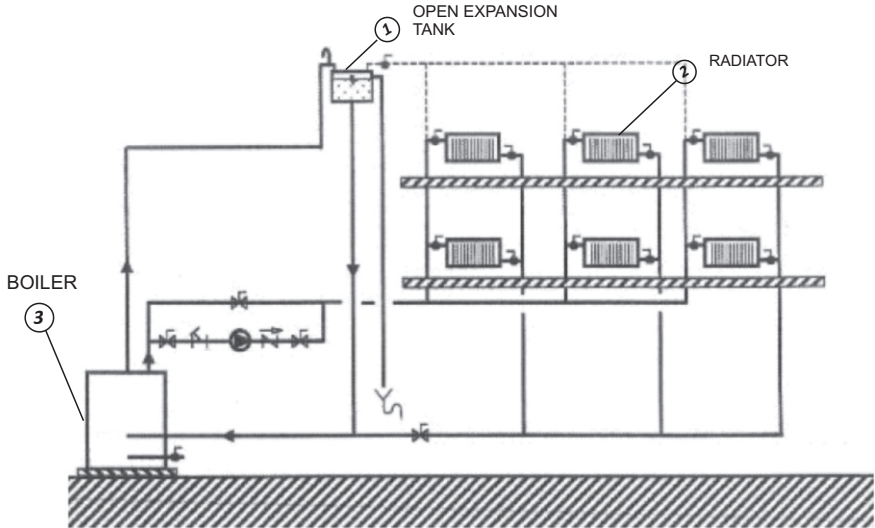 1
OPEN EXPANSION
TANK
2
RADIATOR
BOILER
3